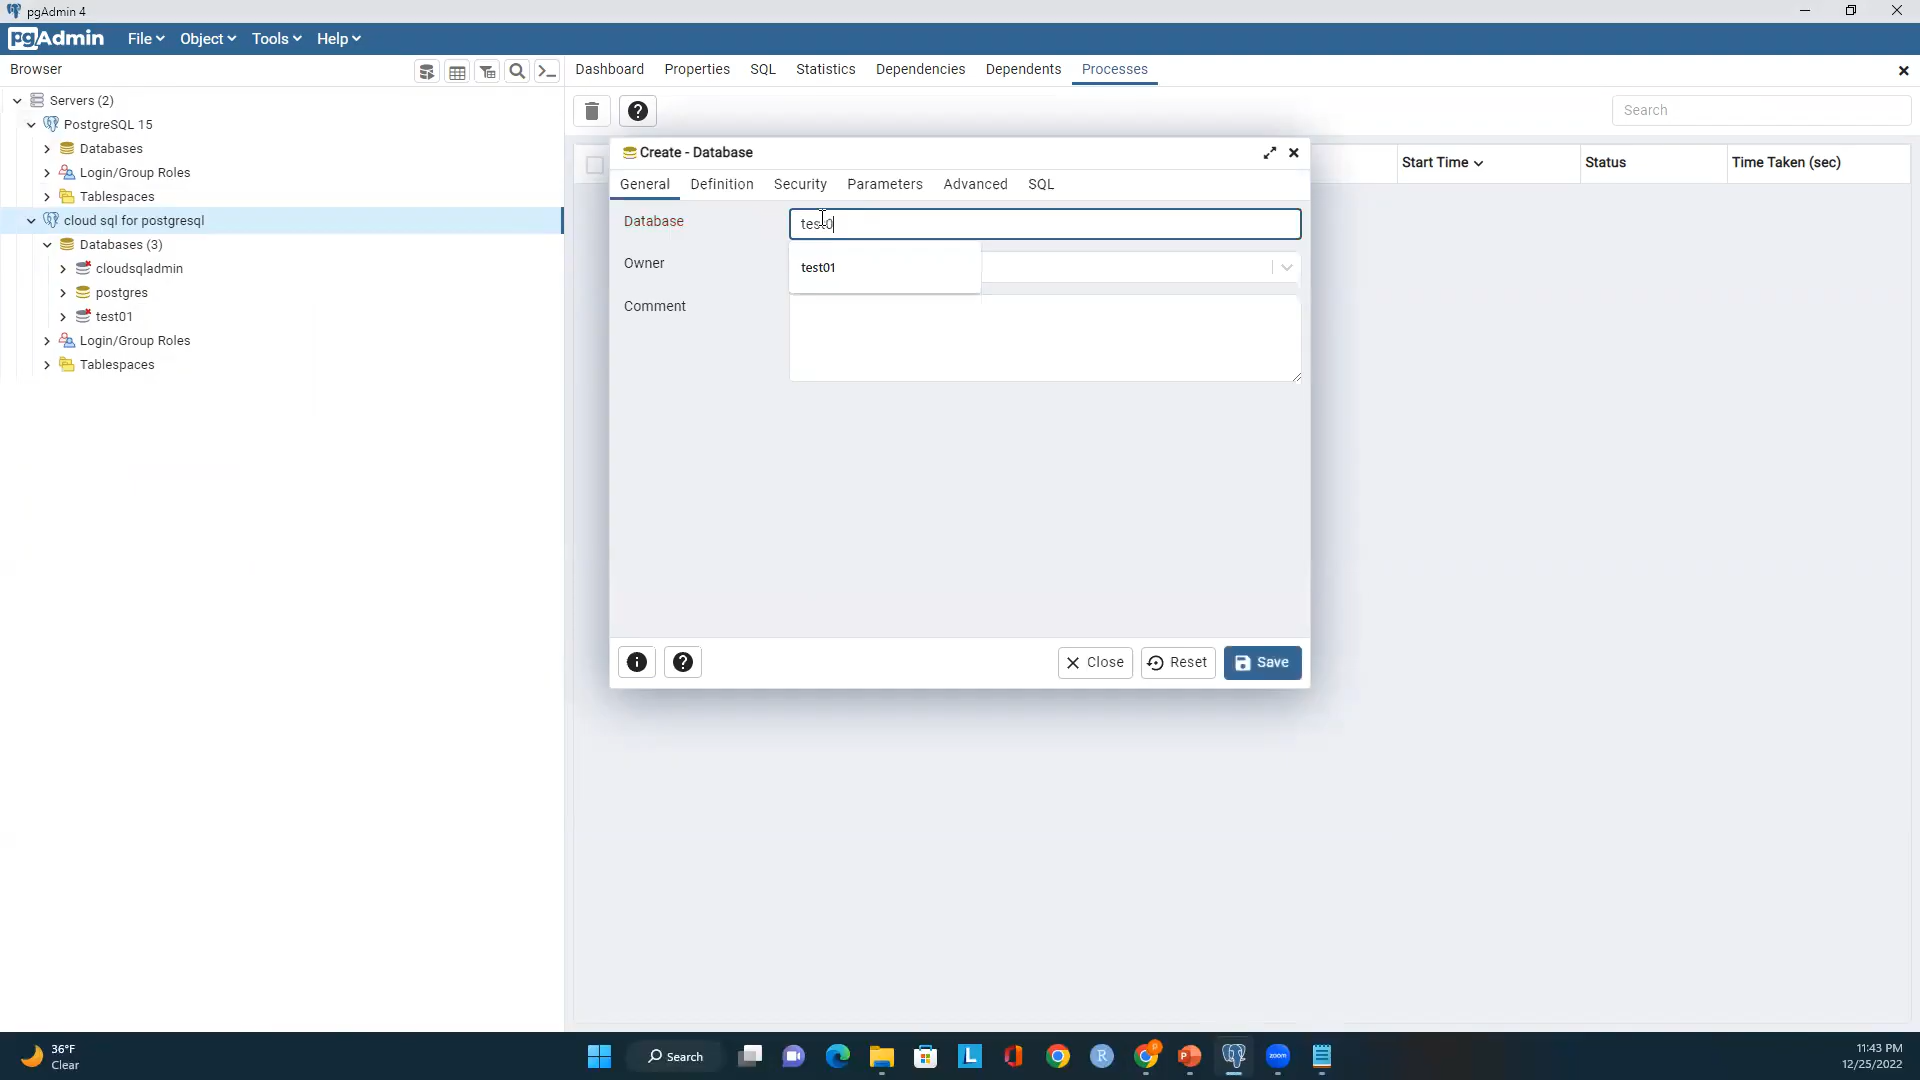 pgAdmin 4
pgAdmin File Object Tools Help
Browser
Dashboard Properties SQL Statistics Dependencies Dependents Processes
Search
Servers (2)
PostgreSQL 15
Databases
Login/Group Roles
Tablespaces
cloud sql for postgresql
Databases (3)
cloudsqladmin
postgres
test01
Login/Group Roles
Tablespaces
Start Time Status Time Taken (sec)
Create - Database
General Definition Security Parameters Advanced SQL
Database test0
test01
Owner
Comment
Close Reset Save
36°F
Clear
Search
zoom
11:43 PM
12/25/2022